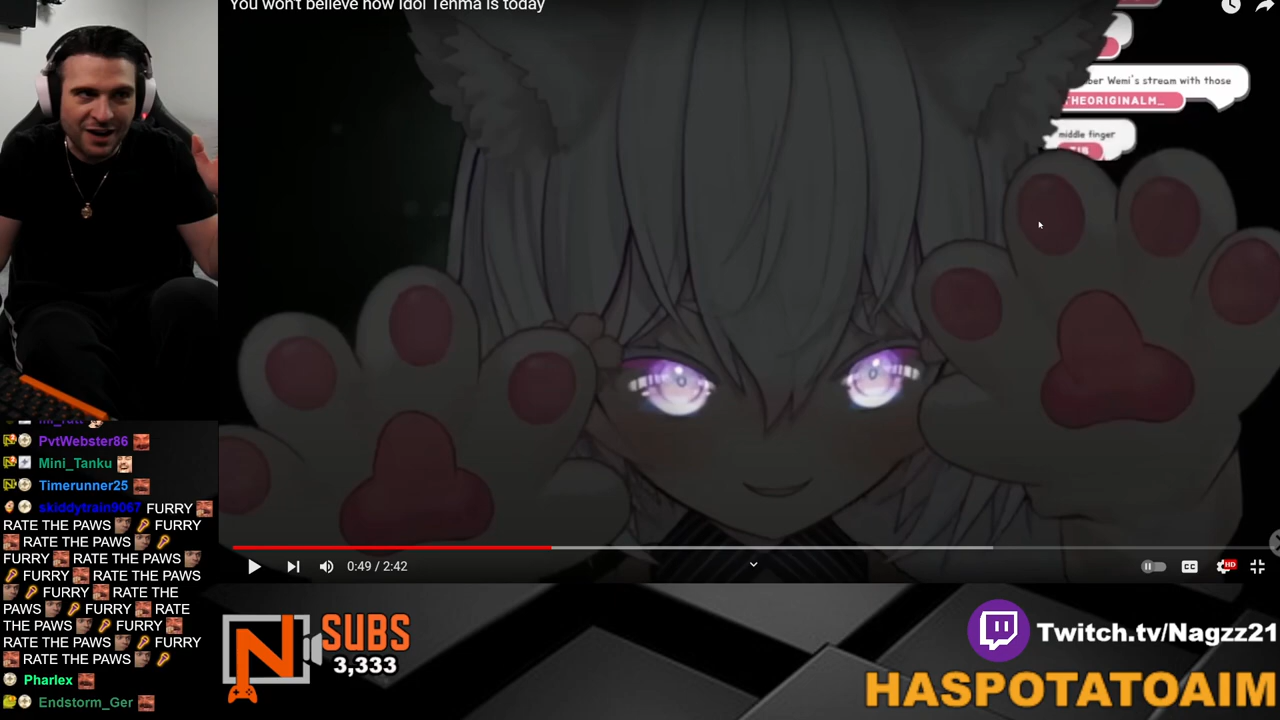 You won't believe how Idol Tenma is today
ber Wemi's stream with those
THEORIGINALM_
middle finger
TIB
PvtWebster86
Mini_Tanku
Timerunner25
skiddytrain9067 FURRY
RATE THE PAWS FURRY
RATE THE PAWS
FURRY RATE THE PAWS
FURRY RATE THE PAWS
FURRY RATE THE
PAWS FURRY RATE
THE PAWS FURRY
RATE THE PAWS FURRY
RATE THE PAWS
Pharlex
Endstorm_Ger
0:49 / 2:42
CC
HD
N SUBS
3,333
Twitch.tv/Nagzz21
HASPOTATOAIM